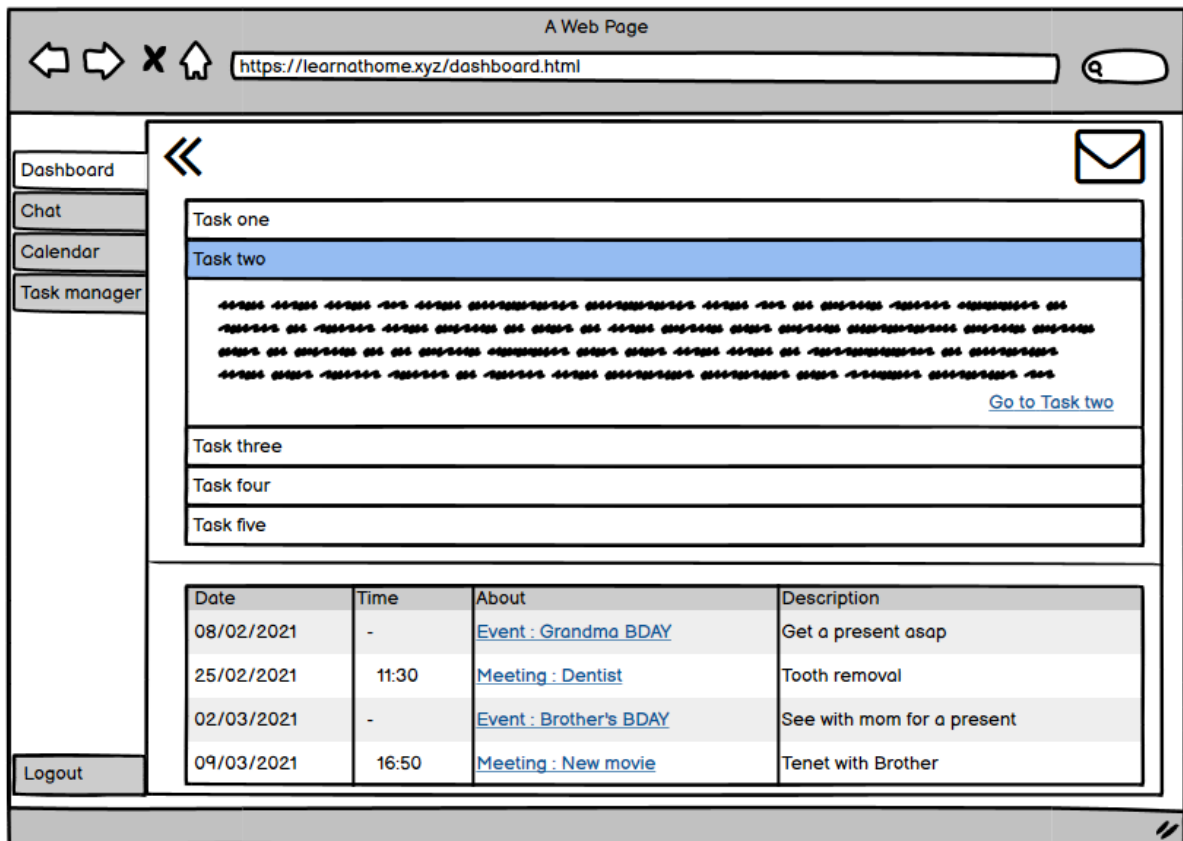 A Web Page
https://learnathome.xyz/dashboard.html
Dashboard
Chat
Calendar
Task manager
Logout
Task one
Task two
Go to Task two
Task three
Task four
Task five
Date Time About Description
08/02/2021 - Event : Grandma BDAY Get a present asap
25/02/2021 11:30 Meeting : Dentist Tooth removal
02/03/2021 - Event : Brother's BDAY See with mom for a present
09/03/2021 16:50 Meeting : New movie Tenet with Brother